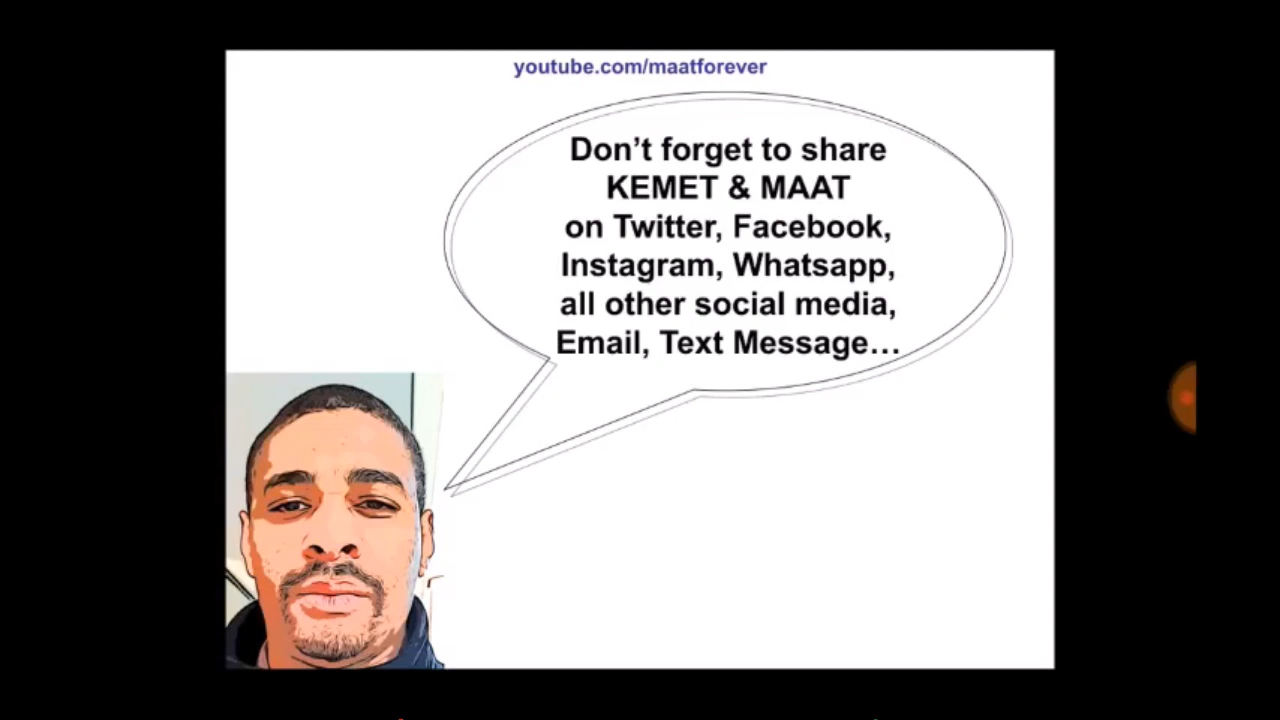 youtube.com/maatforever
Don’t forget to share
KEMET & MAAT
on Twitter, Facebook,
Instagram, Whatsapp,
all other social media,
Email, Text Message…